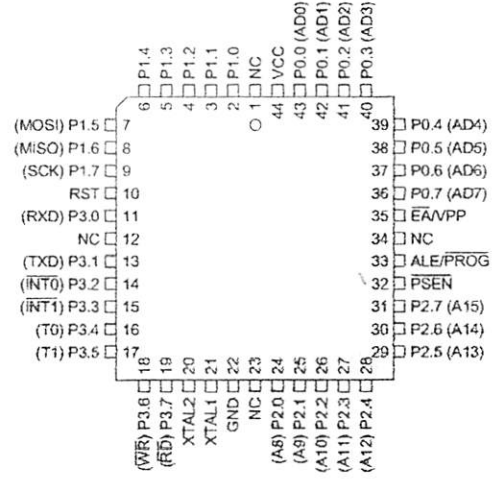 P1.4
P1.3
P1.2
P1.1
P1.0
NC
VCC
P0.0 (AD0)
P0.1 (AD1)
P0.2 (AD2)
P0.3 (AD3)
6
5
4
3
2
1
44
43
42
41
40
(MOSI) P1.5 7
(MISO) P1.6 8
(SCK) P1.7 9
RST 10
(RXD) P3.0 11
NC 12
(TXD) P3.1 13
(INT0) P3.2 14
(INT1) P3.3 15
(T0) P3.4 16
(T1) P3.5 17
39 P0.4 (AD4)
38 P0.5 (AD5)
37 P0.6 (AD6)
36 P0.7 (AD7)
35 EA/VPP
34 NC
33 ALE/PROG
32 PSEN
31 P2.7 (A15)
30 P2.6 (A14)
29 P2.5 (A13)
18
19
20
21
22
23
24
25
26
27
28
(WR) P3.6
(RD) P3.7
XTAL2
XTAL1
GND
NC
(A8) P2.0
(A9) P2.1
(A10) P2.2
(A11) P2.3
(A12) P2.4